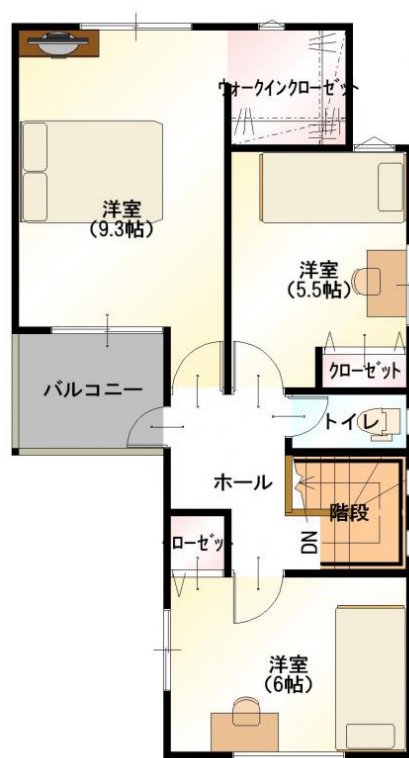 ウォークインクローゼット
洋室
(9.3帖)
洋室
(5.5帖)
クローゼット
バルコニー
トイレ
ホール
階段
DN
ローゼッ
洋室
(6帖)